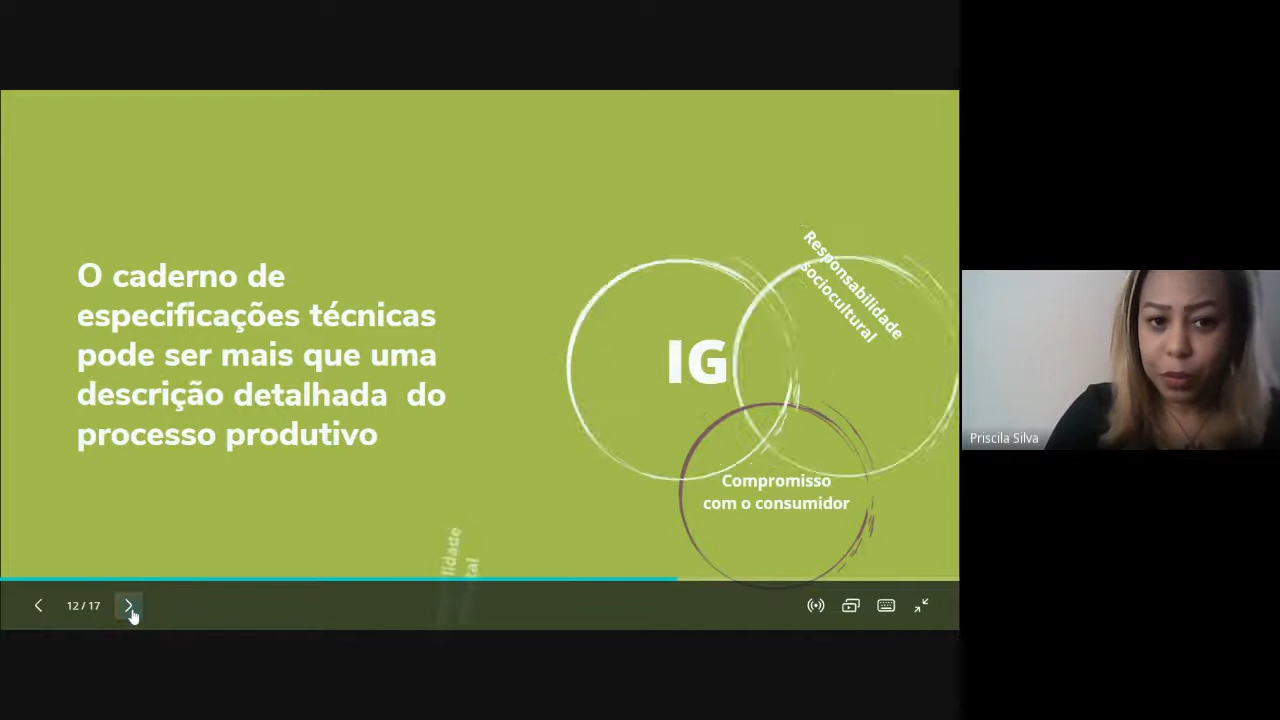 O caderno de
especificações técnicas
pode ser mais que uma
descrição detalhada do
processo produtivo
IG
Responsabilidade
sociocultural
Compromisso
com o consumidor
12 / 17
Priscila Silva